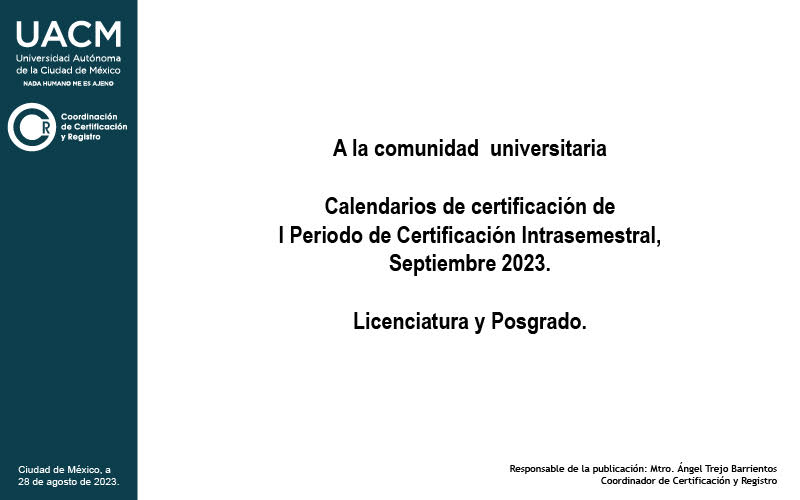 UACM
Universidad Autónoma
de la Ciudad de México
NADA HUMANO ME ES AJENO
CR
Coordinación
de Certificación
y Registro
A la comunidad universitaria
Calendarios de certificación de
I Periodo de Certificación Intrasemestral,
Septiembre 2023.
Licenciatura y Posgrado.
Ciudad de México, a
28 de agosto de 2023.
Responsable de la publicación: Mtro. Ángel Trejo Barrientos
Coordinador de Certificación y Registro